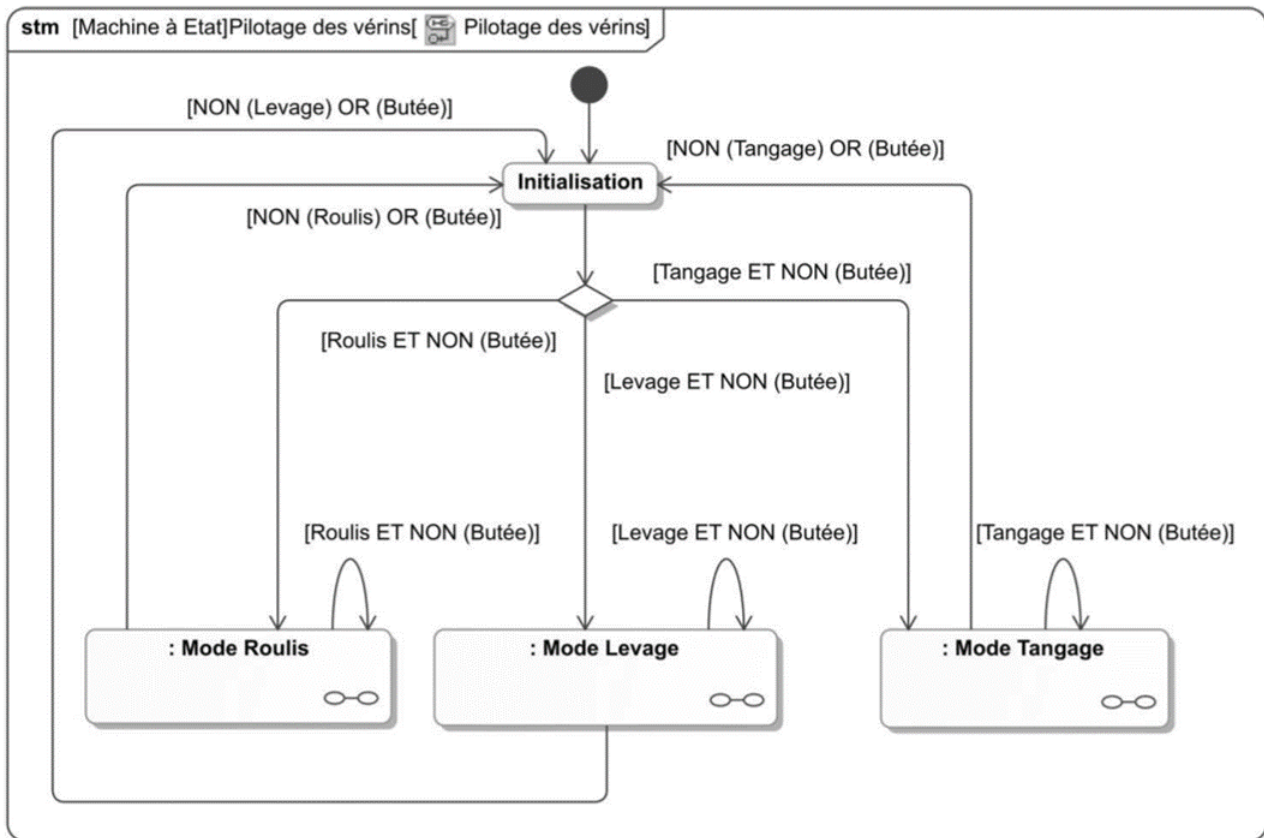 stm [Machine à Etat]Pilotage des vérins[ Pilotage des vérins]
[NON (Levage) OR (Butée)]
[NON (Tangage) OR (Butée)]
Initialisation
[NON (Roulis) OR (Butée)]
[Tangage ET NON (Butée)]
[Roulis ET NON (Butée)]
[Levage ET NON (Butée)]
[Roulis ET NON (Butée)]
[Levage ET NON (Butée)]
[Tangage ET NON (Butée)]
: Mode Roulis
: Mode Levage
: Mode Tangage